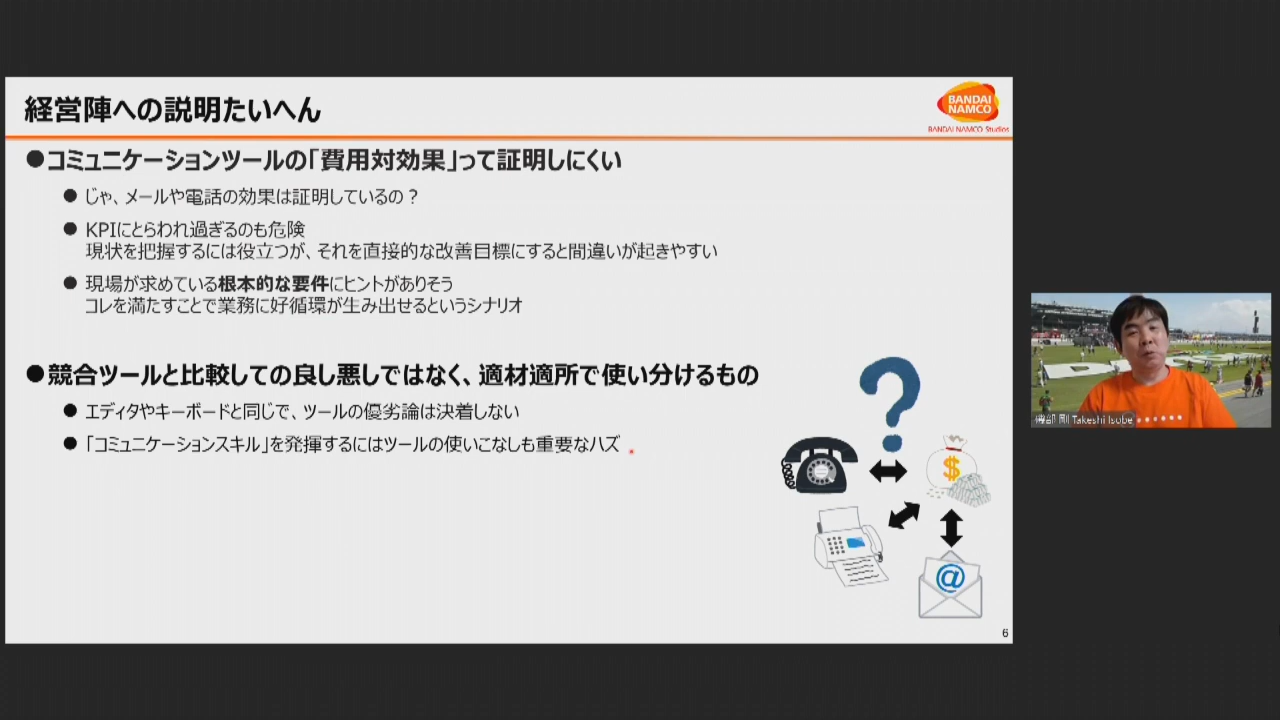 経営陣への説明たいへん
BANDAI
NAMCO
BANDAI NAMCO Studios
●コミュニケーションツールの「費用対効果」って証明しにくい
● じゃ、メールや電話の効果は証明しているの？
● KPIにとらわれ過ぎるのも危険
現状を把握するには役立つが、それを直接的な改善目標にすると間違いが起きやすい
● 現場が求めている根本的な要件にヒントがありそう
コレを満たすことで業務に好循環が生み出せるというシナリオ
●競合ツールと比較しての良し悪しではなく、適材適所で使い分けるもの
● エディタやキーボードと同じで、ツールの優劣論は決着しない
● 「コミュニケーションスキル」を発揮するにはツールの使いこなしも重要なハズ
?
$
@
6
磯部 剛 Takeshi Isobe